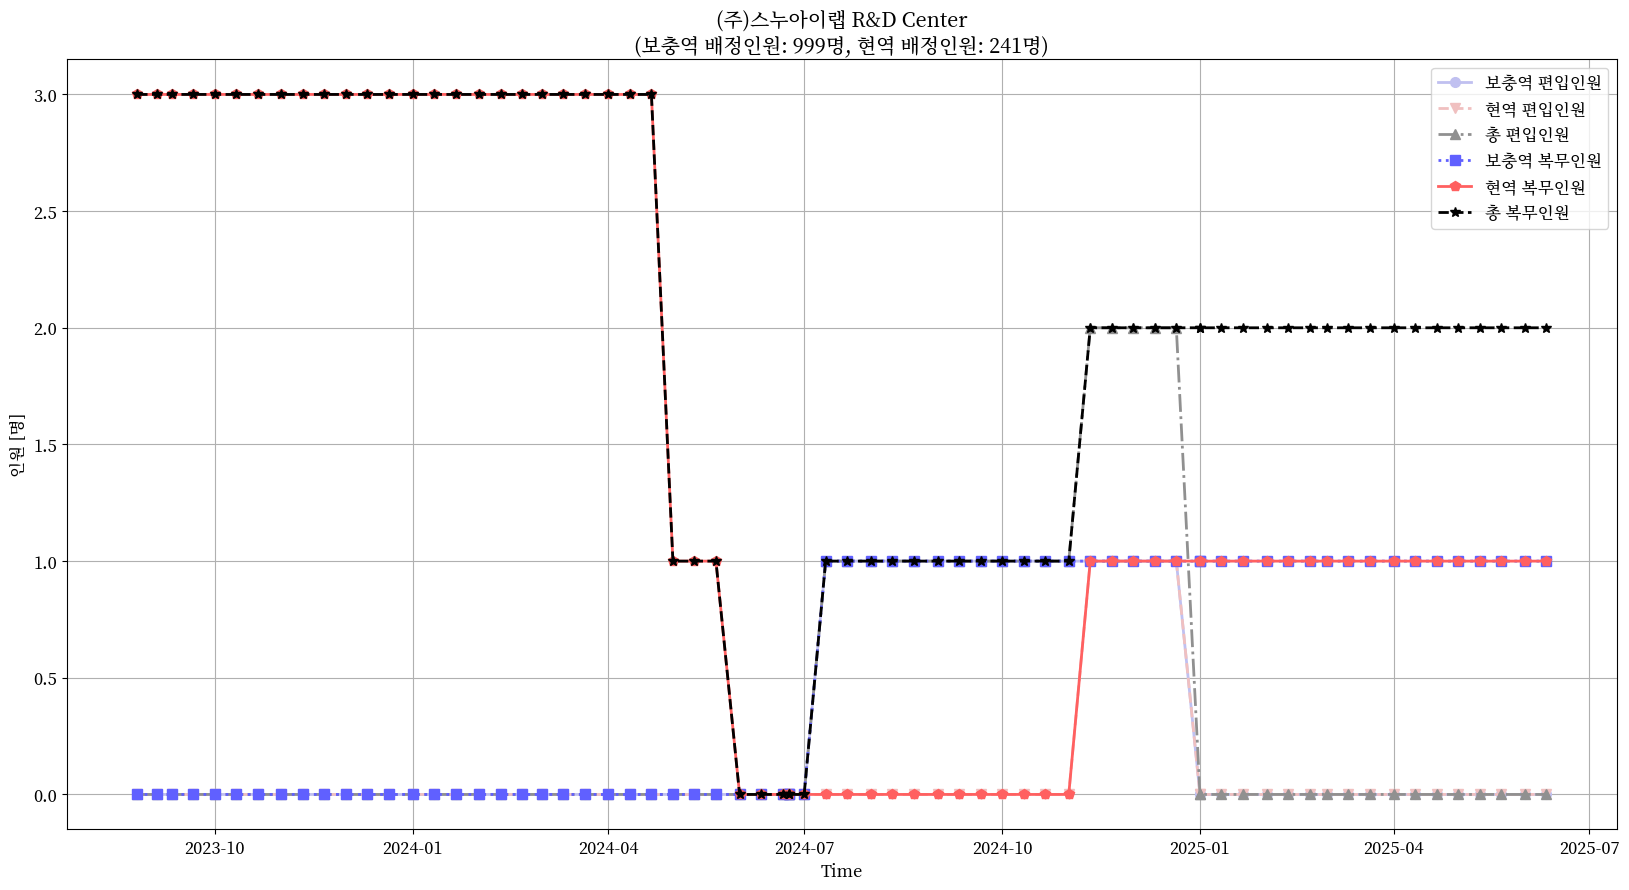 (주)스누아이랩 R&D Center
(보충역 배정인원: 999명, 현역 배정인원: 241명)
보충역 편입인원
현역 편입인원
총 편입인원
보충역 복무인원
현역 복무인원
총 복무인원
3.0
2.5
2.0
1.5
1.0
0.5
0.0
인원 [명]
2023-10 2024-01 2024-04 2024-07 2024-10 2025-01 2025-04 2025-07
Time